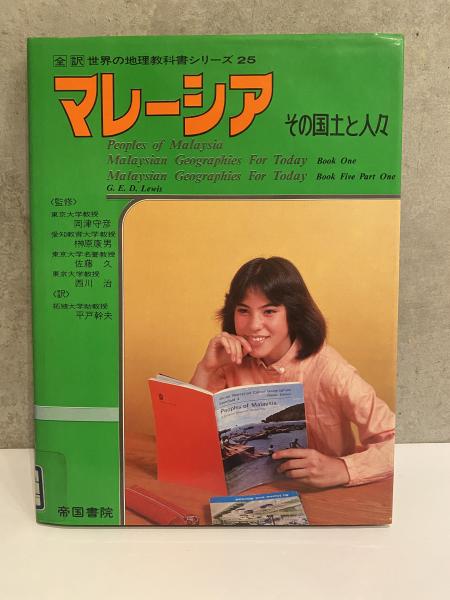 全訳 世界の地理教科書シリーズ 25
マレーシア その国土と人々
Peoples of Malaysia
Malaysian Geographies For Today Book One
Malaysian Geographies For Today Book Five Part One
G. E. D. Lewis
〈監修〉
東京大学教授
岡津守彦
愛知教育大学教授
榊原康男
東京大学名誉教授
佐藤 久
東京大学教授
西川 治
〈訳〉
拓殖大学助教授
平戸幹夫
Peoples of Malaysia
帝国書院